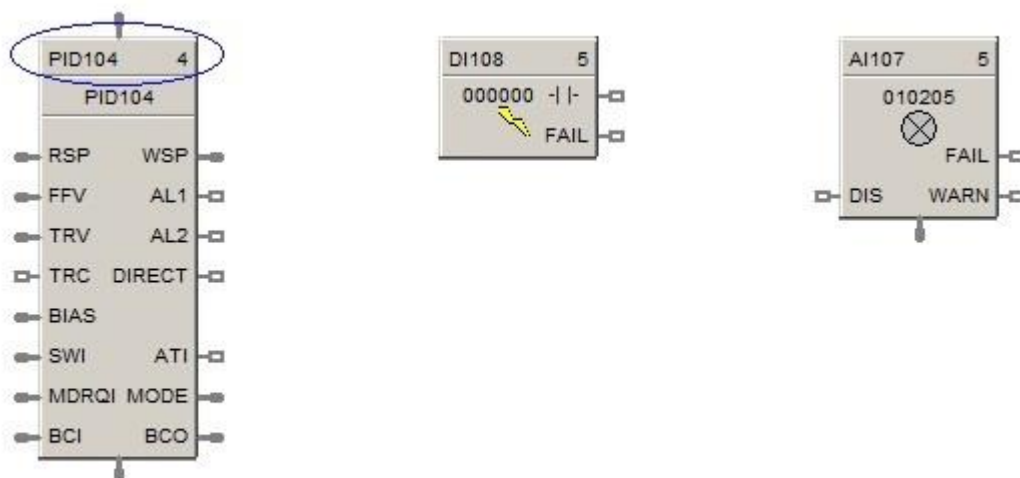 PID104 4
PID104
RSP WSP
FFV AL1
TRV AL2
TRC DIRECT
BIAS
SWI ATI
MDRQI MODE
BCI BCO
DI108 5
000000 -| |-
FAIL
AI107 5
010205
FAIL
DIS WARN